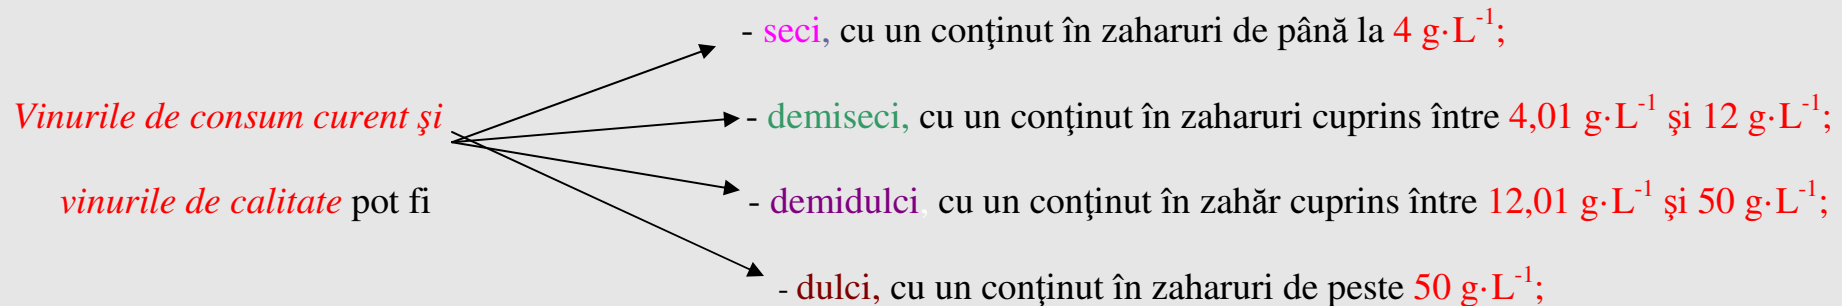 - seci, cu un conţinut în zaharuri de până la 4 g·L⁻¹;
Vinurile de consum curent şi
- demiseci, cu un conţinut în zaharuri cuprins între 4,01 g·L⁻¹ şi 12 g·L⁻¹;
vinurile de calitate pot fi
- demidulci, cu un conţinut în zahăr cuprins între 12,01 g·L⁻¹ şi 50 g·L⁻¹;
- dulci, cu un conţinut în zaharuri de peste 50 g·L⁻¹;